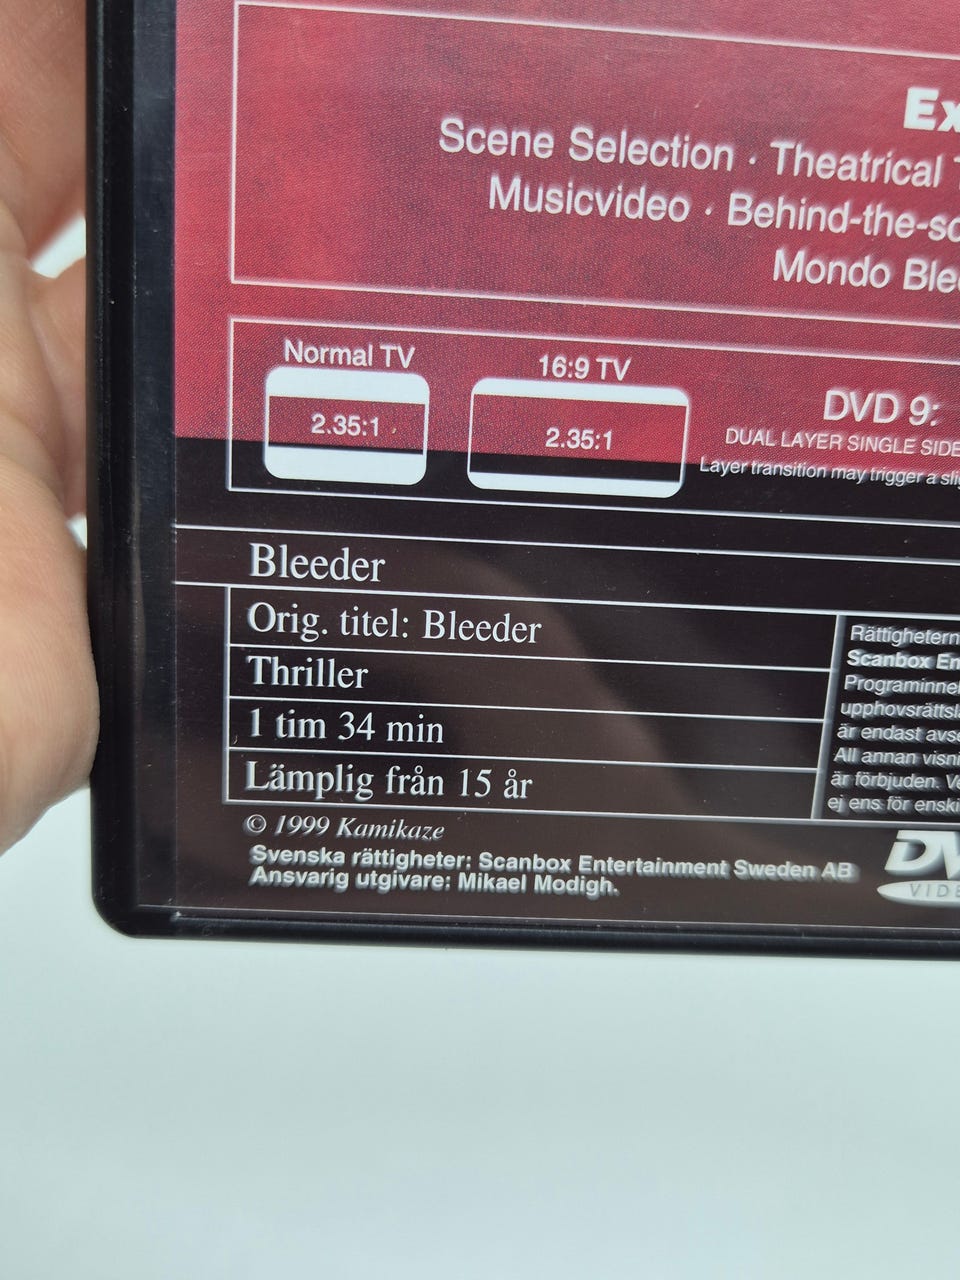 Scene Selection · Theatrical
Musicvideo · Behind-the-
Mondo
Normal TV
2.35:1
16:9 TV
2.35:1
DVD 9:
DUAL LAYER SINGLE SIDE
Layer transition may trigger a
Bleeder
Orig. titel: Bleeder
Thriller
1 tim 34 min
Lämplig från 15 år
Scanbox
är endast
All annan
är förbjuden.
ej ens för
© 1999 Kamikaze
Svenska rättigheter: Scanbox Entertainment Sweden AB
Ansvarig utgivare: Mikael Modigh.